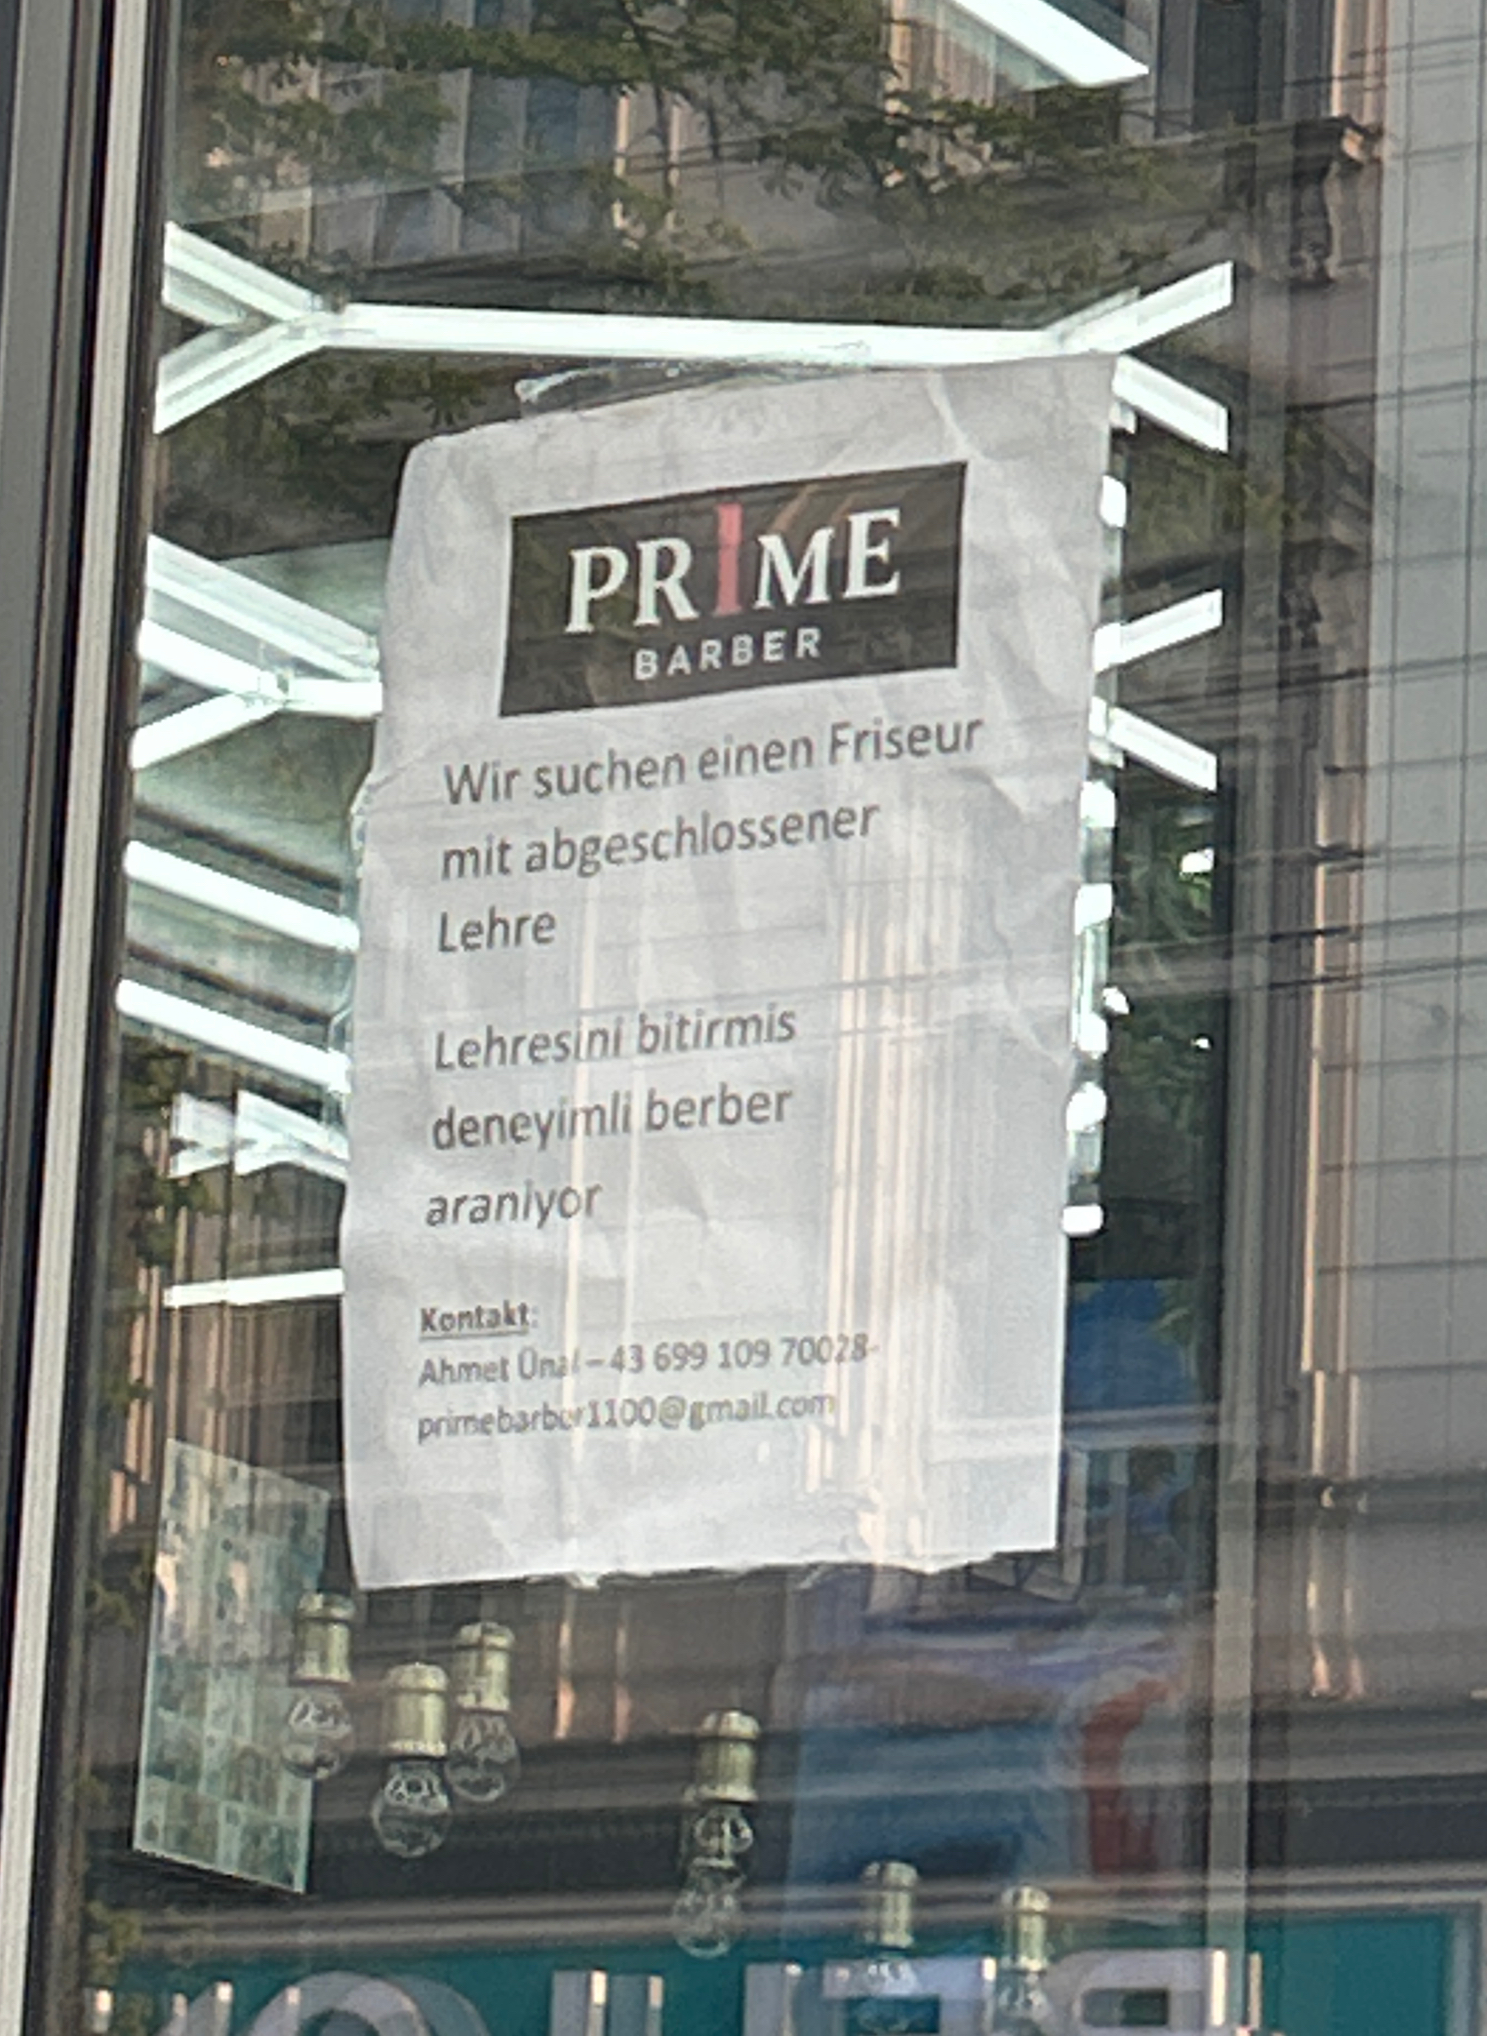 PRIME
BARBER
Wir suchen einen Friseur
mit abgeschlossener
Lehre
Lehresini bitirmis
deneyimli berber
araniyor
Kontakt:
Ahmet Ünal – 43 699 109 70028-
primebarber1100@gmail.com